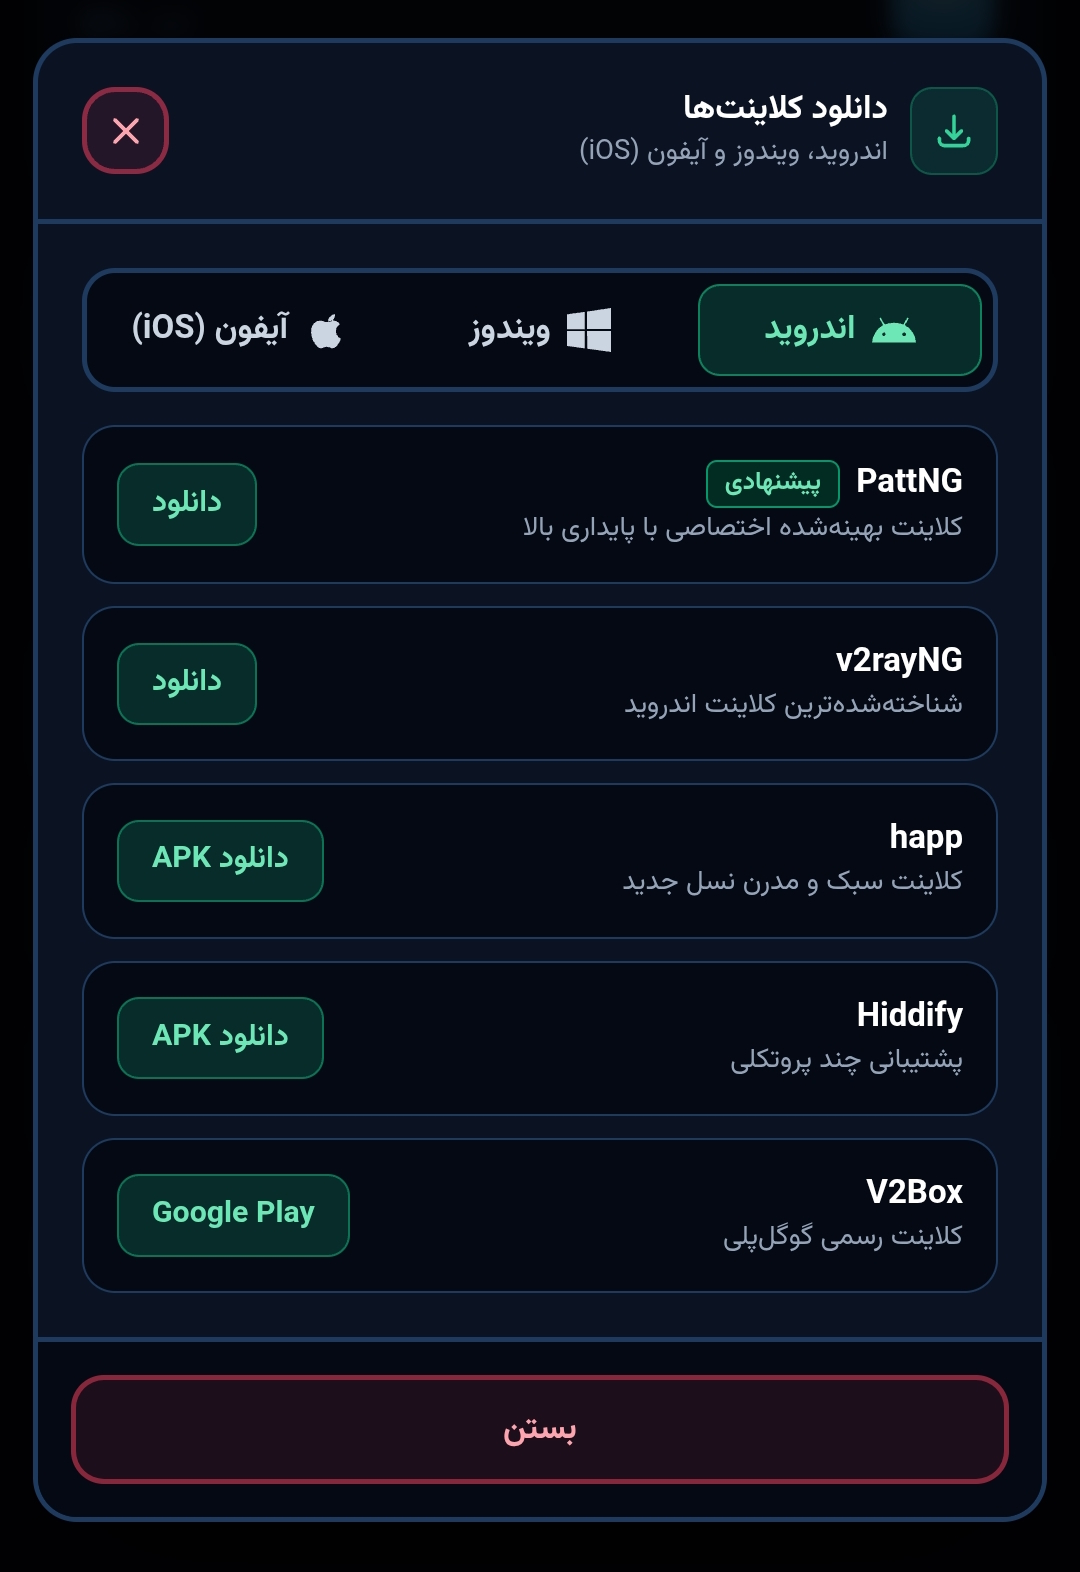 دانلود کلاینت‌ها
اندروید، ویندوز و آیفون (iOS)
اندروید
ویندوز
آیفون (iOS)
PattNG
پیشنهادی
کلاینت بهینه‌شده اختصاصی با پایداری بالا
دانلود
v2rayNG
شناخته‌شده‌ترین کلاینت اندروید
دانلود
happ
کلاینت سبک و مدرن نسل جدید
دانلود APK
Hiddify
پشتیبانی چند پروتکلی
دانلود APK
V2Box
کلاینت رسمی گوگل‌پلی
Google Play
بستن